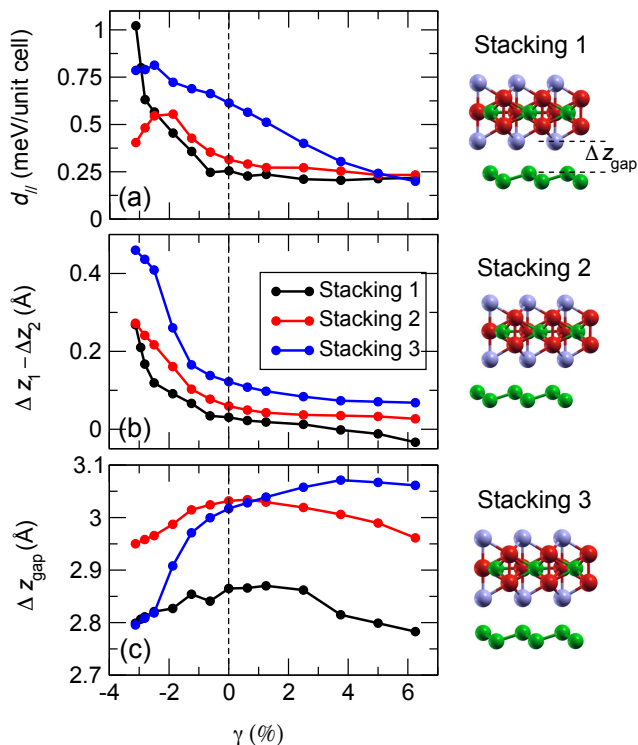 1
0.75
0.5
0.25
0
d// (meV/unit cell)
(a)
Stacking 1
Δ zgap
0.4
0.2
0
Δ z1 − Δz2 (Å)
(b)
Stacking 1
Stacking 2
Stacking 3
Stacking 2
3.1
3
2.9
2.8
2.7
Δ zgap (Å)
(c)
Stacking 3
-4 -2 0 2 4 6
γ (%)